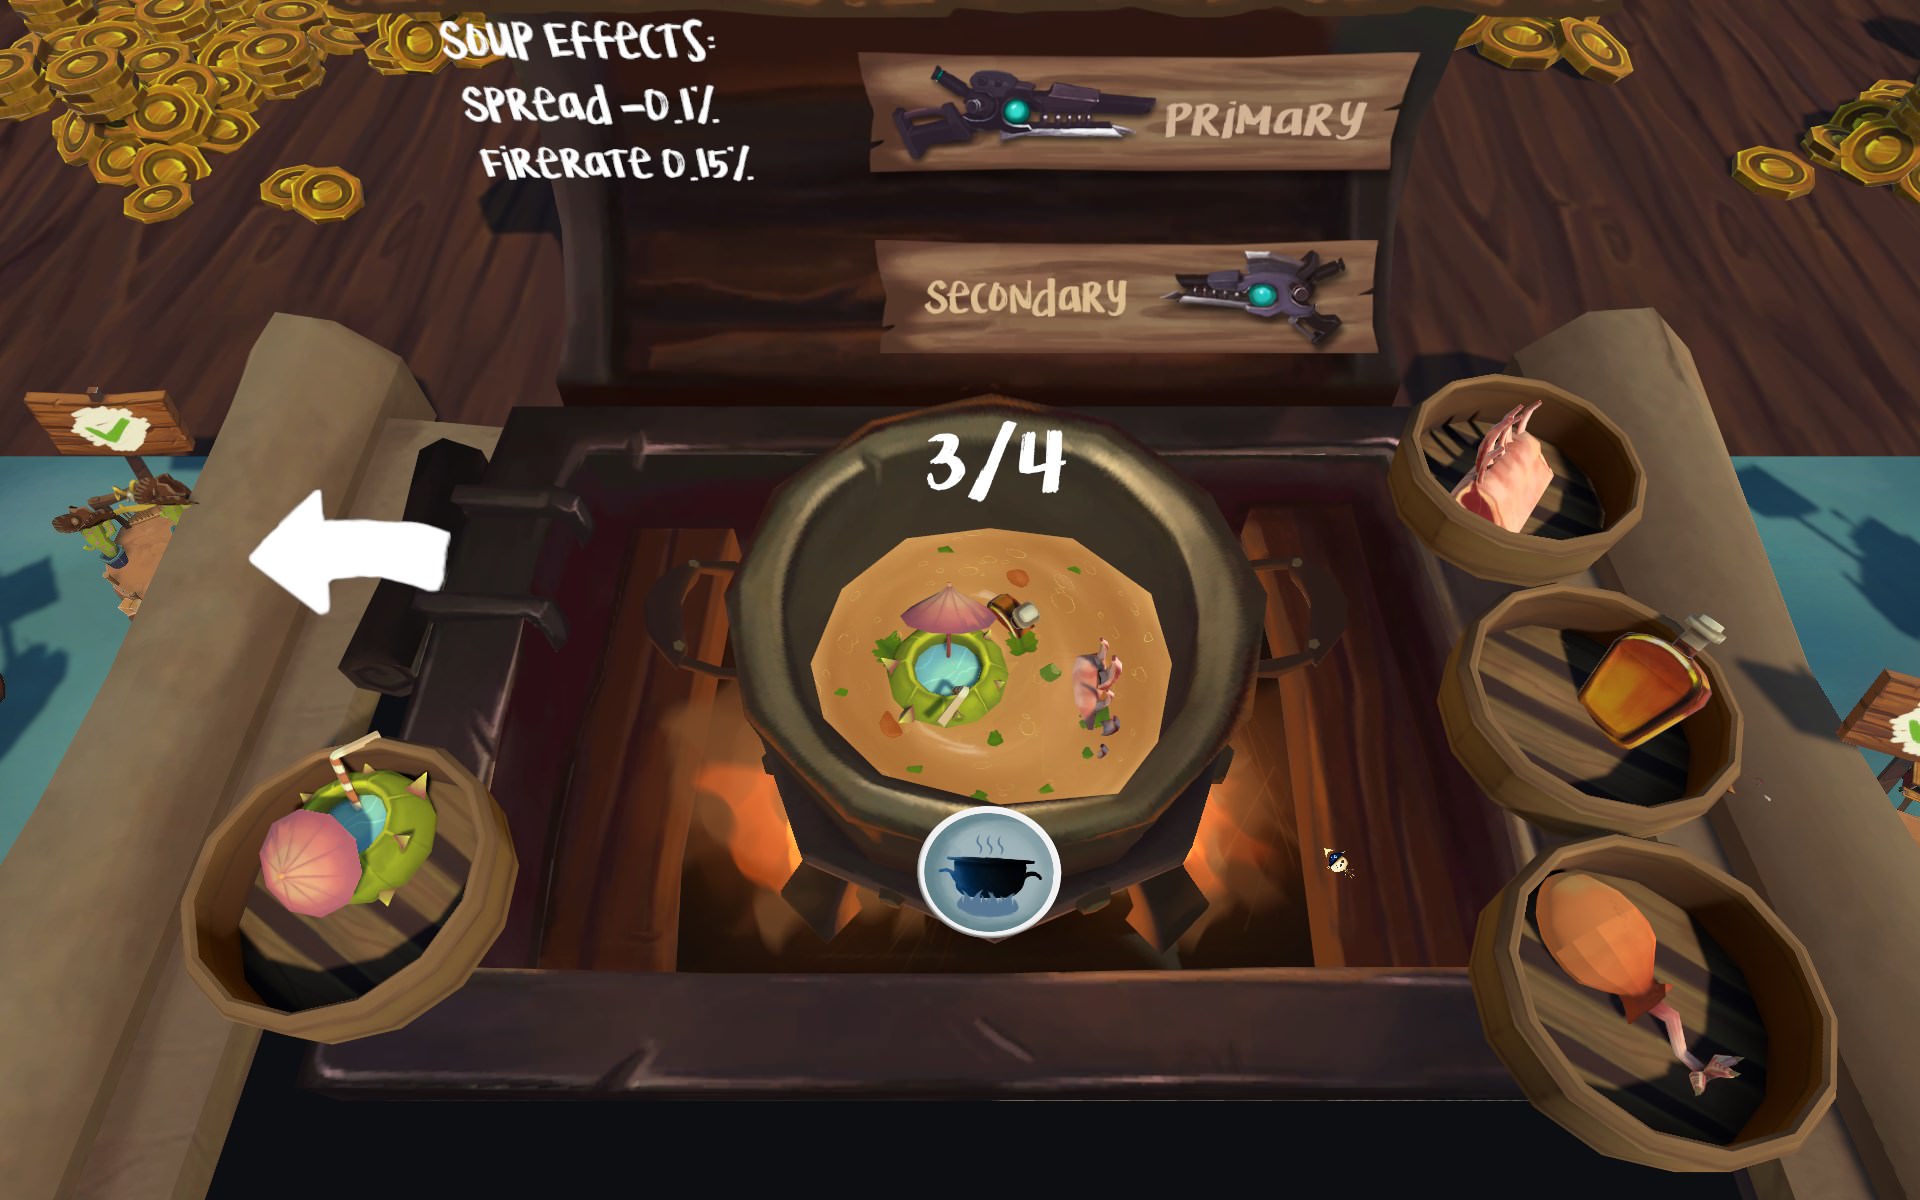 SOUP EFFECTS:
SPREAD -0.1%
FIRERATE 0.15%
PRIMARY
SECONDARY
3/4